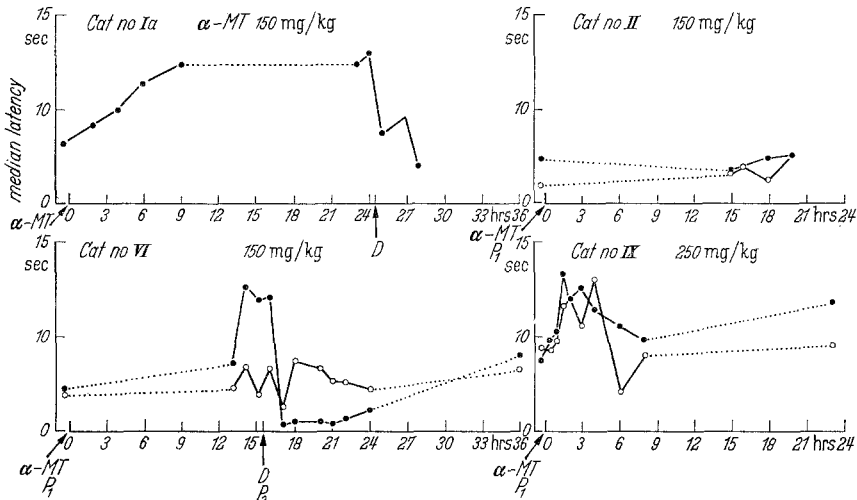 15
sec
Cat no Ia α-MT 150 mg/kg
10
median latency
0
0 3 6 9 12 15 18 21 24 hrs 27 30 33 36
α-MT
D
15
sec
Cat no II 150 mg/kg
10
0
0 3 6 9 12 15 18 21 hrs 24
α-MT
P1
15
sec
Cat no VI 150 mg/kg
10
0
0 3 6 9 12 15 18 21 24 27 30 33 hrs 36
α-MT
P1
D
15
sec
Cat no IX 250 mg/kg
10
0
0 3 6 9 12 15 18 21 hrs 24
α-MT
P1